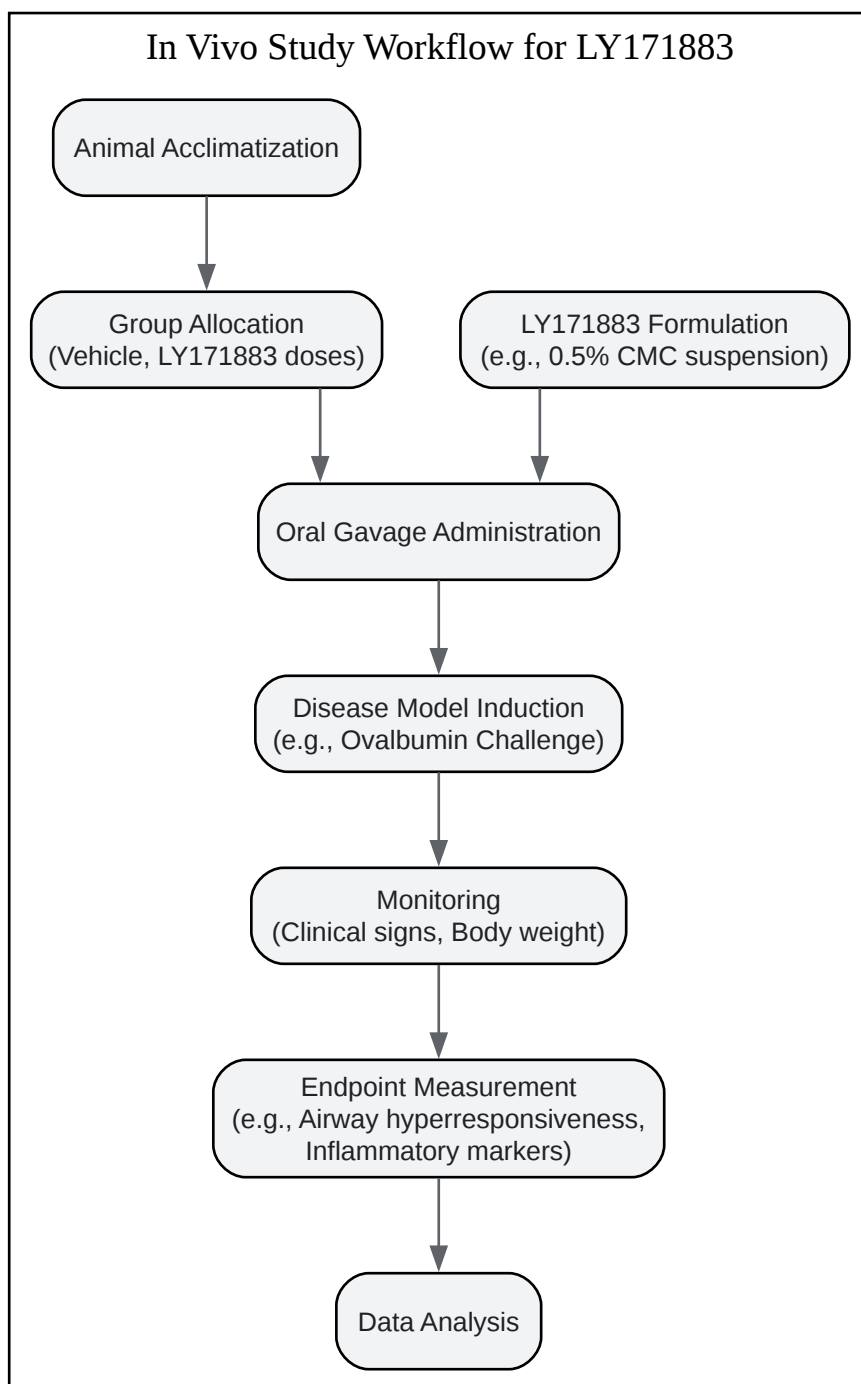 In Vivo Study Workflow for LY171883
Animal Acclimatization
Group Allocation
(Vehicle, LY171883 doses)
LY171883 Formulation
(e.g., 0.5% CMC suspension)
Oral Gavage Administration
Disease Model Induction
(e.g., Ovalbumin Challenge)
Monitoring
(Clinical signs, Body weight)
Endpoint Measurement
(e.g., Airway hyperresponsiveness,
Inflammatory markers)
Data Analysis